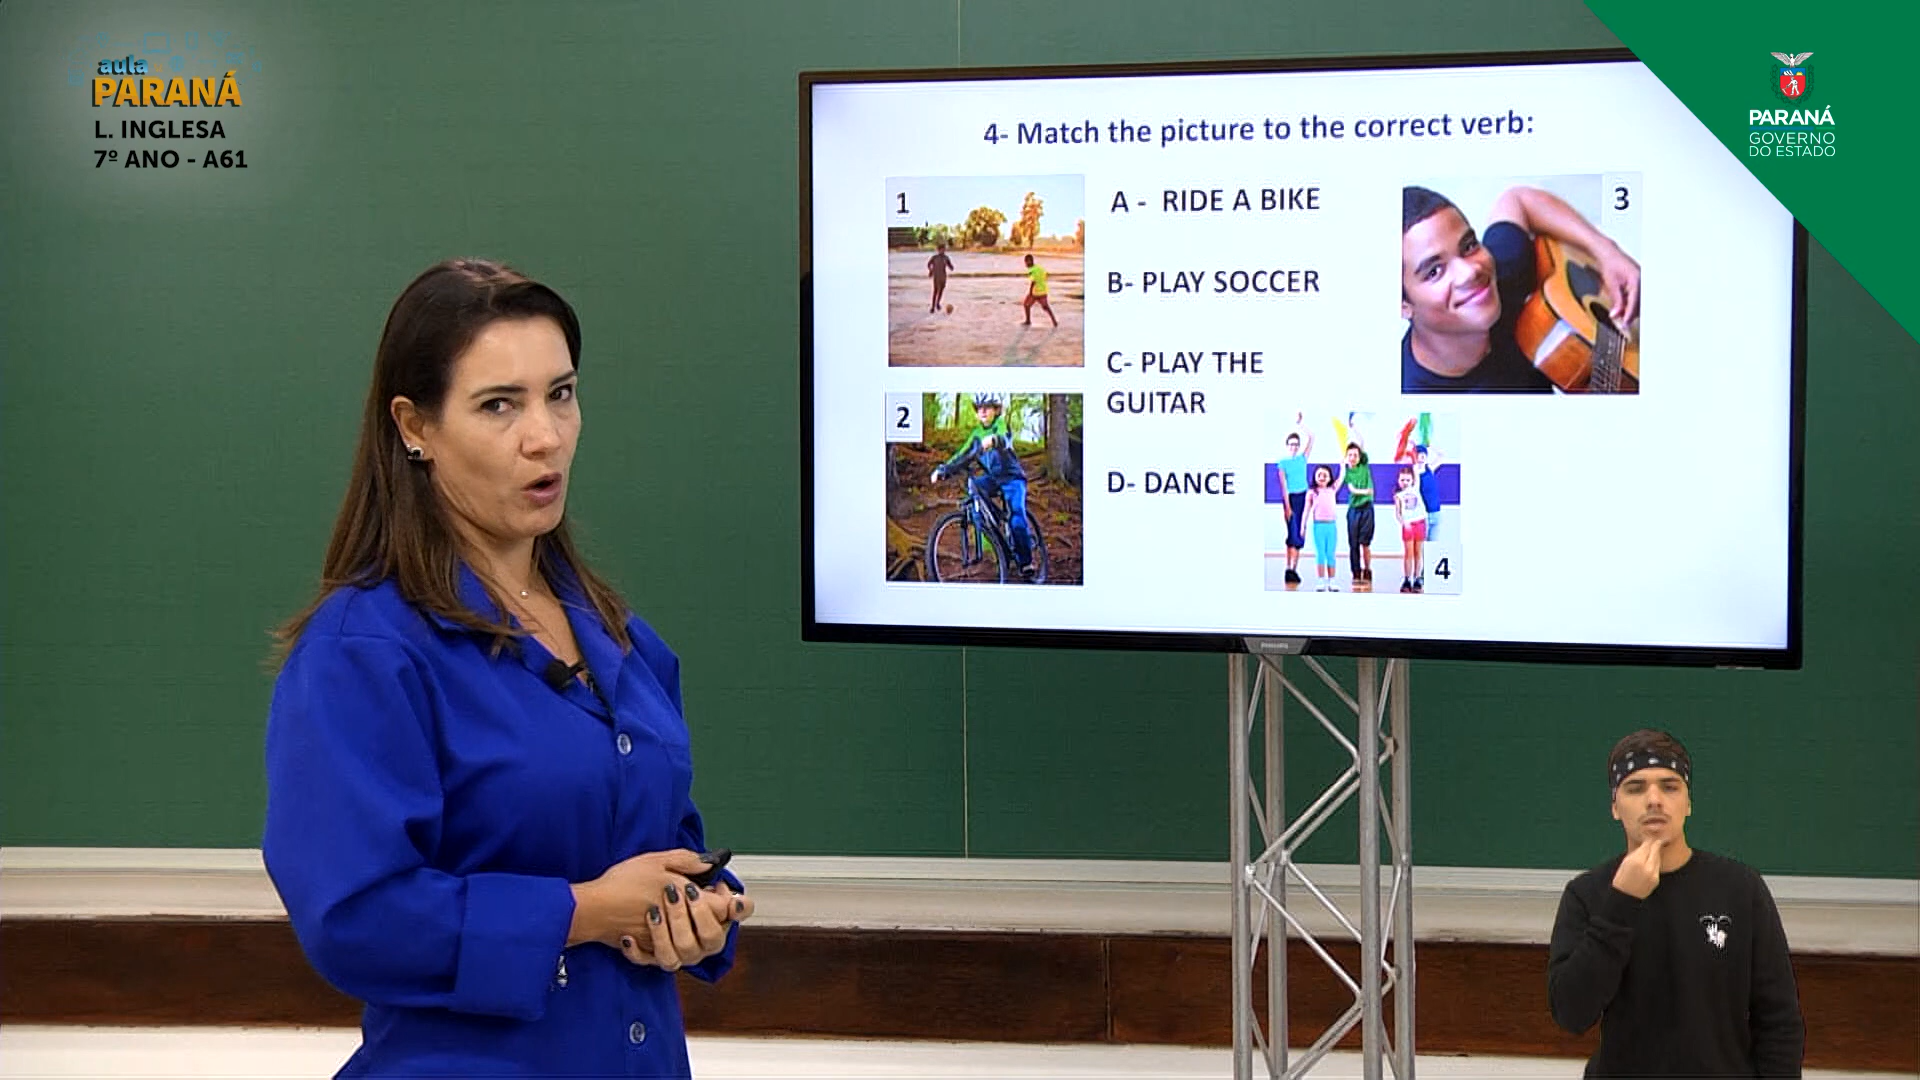 aula
PARANÁ
L. INGLESA
7º ANO - A61
PARANÁ
GOVERNO
DO ESTADO
4- Match the picture to the correct verb:
1
A - RIDE A BIKE
3
B- PLAY SOCCER
C- PLAY THE
GUITAR
2
D- DANCE
4
PHILIPS